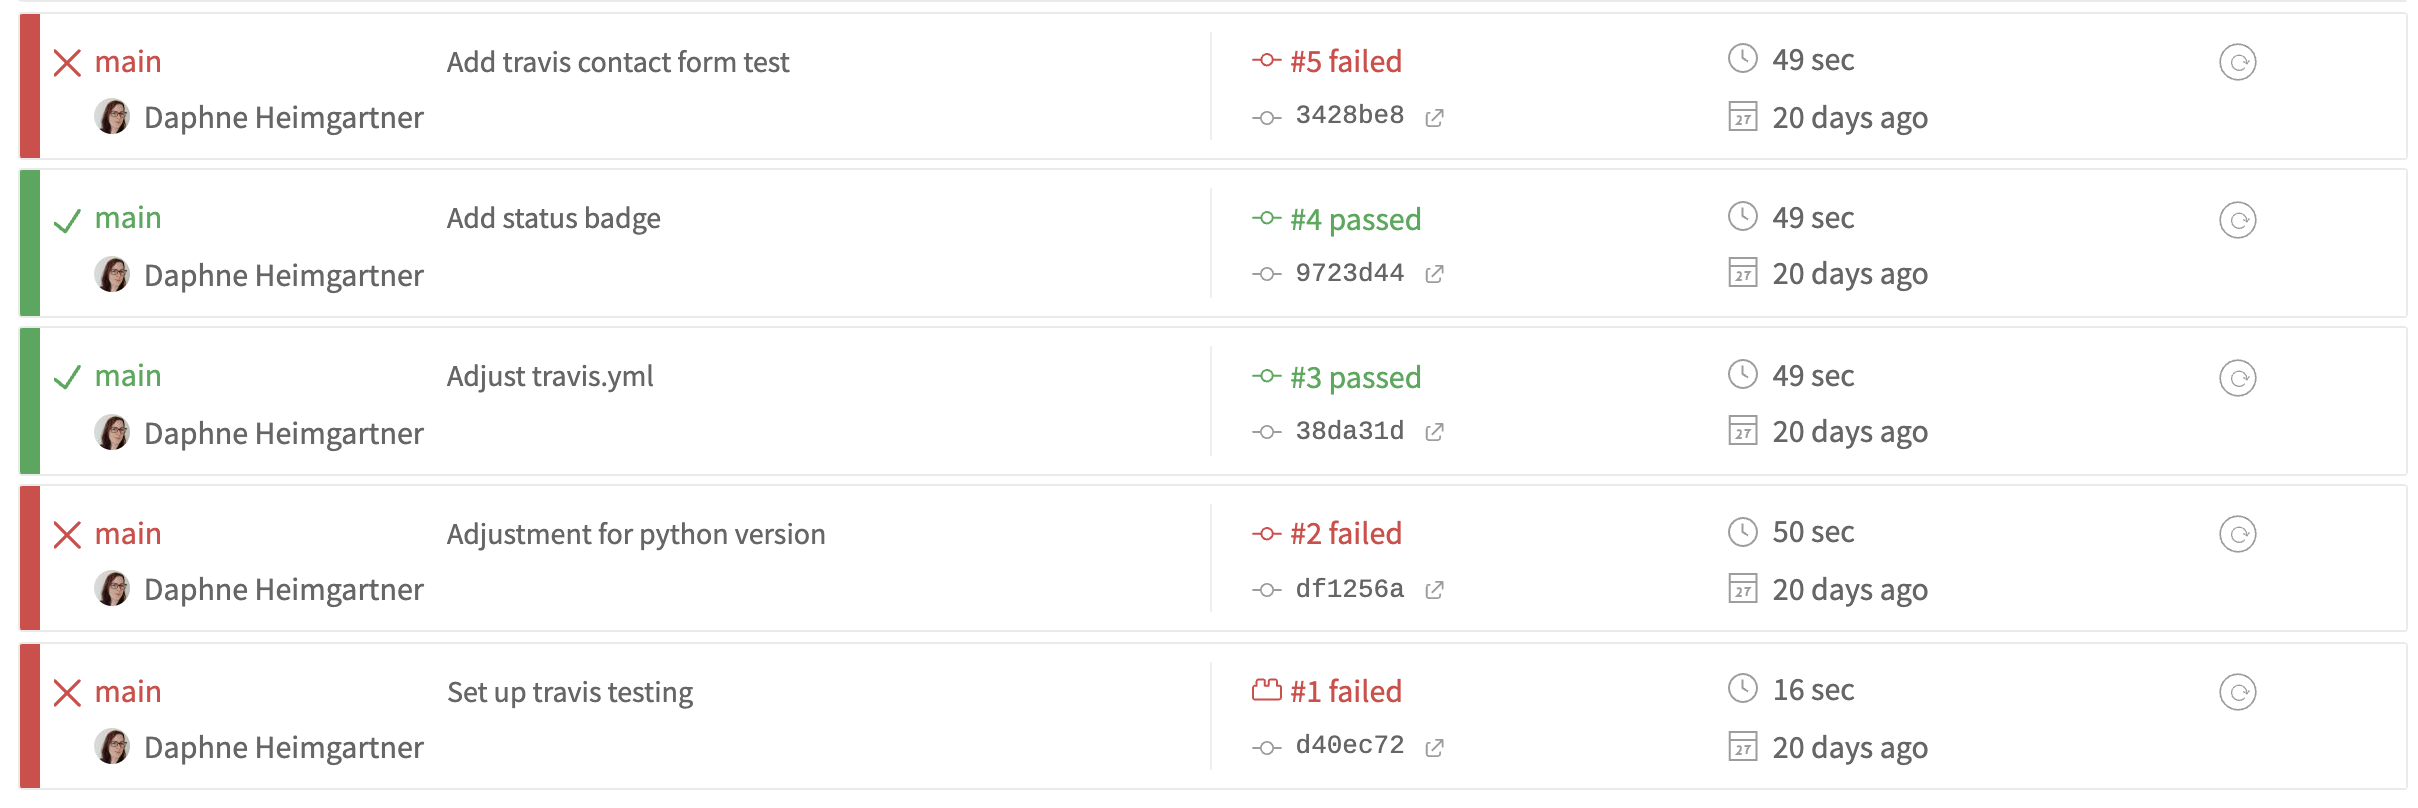 main Add travis contact form test #5 failed 49 sec
Daphne Heimgartner 3428be8 27 20 days ago
main Add status badge #4 passed 49 sec
Daphne Heimgartner 9723d44 27 20 days ago
main Adjust travis.yml #3 passed 49 sec
Daphne Heimgartner 38da31d 27 20 days ago
main Adjustment for python version #2 failed 50 sec
Daphne Heimgartner df1256a 27 20 days ago
main Set up travis testing #1 failed 16 sec
Daphne Heimgartner d40ec72 27 20 days ago